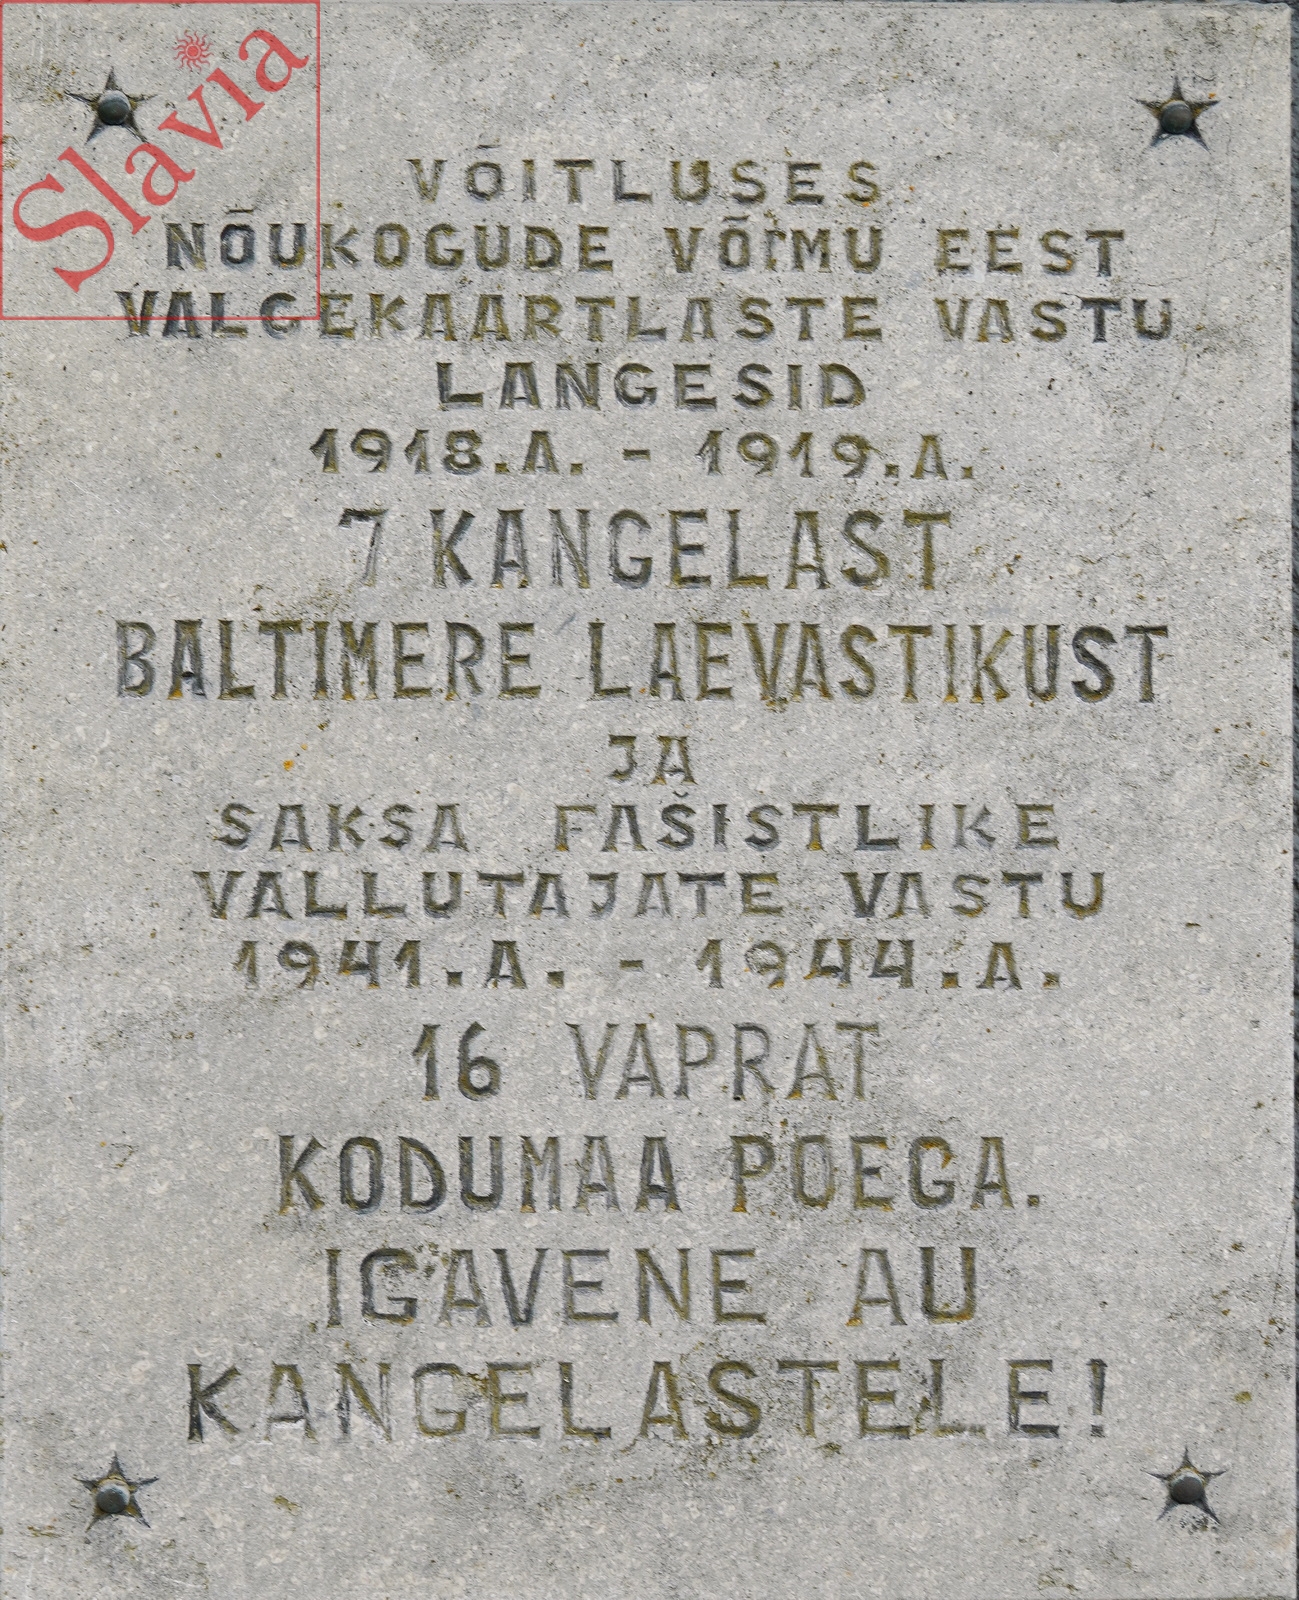 Slavia
VÕITLUSES
NÕUKOGUDE VÕIMU EEST
VALGEKAARTLASTE VASTU
LANGESID
1918.A. - 1919.A.
7 KANGELAST
BALTIMERE LAEVASTIKUST
JA
SAKSA FAŠISTLIKE
VALLUTAJATE VASTU
1941.A. - 1944.A.
16 VAPRAT
KODUMAA POEGA.
IGAVENE AU
KANGELASTELE!